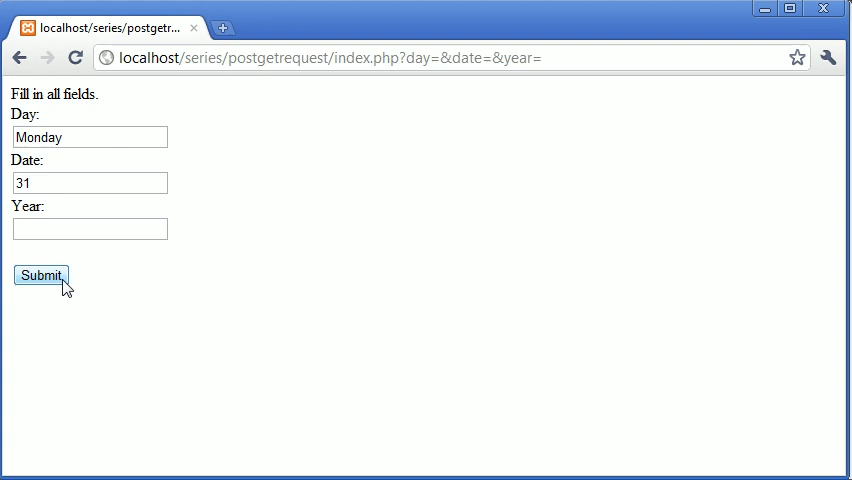 localhost/series/postgetr...
localhost/series/postgetrequest/index.php?day=&date=&year=
Fill in all fields.
Day:
Monday
Date:
31
Year:
Submit